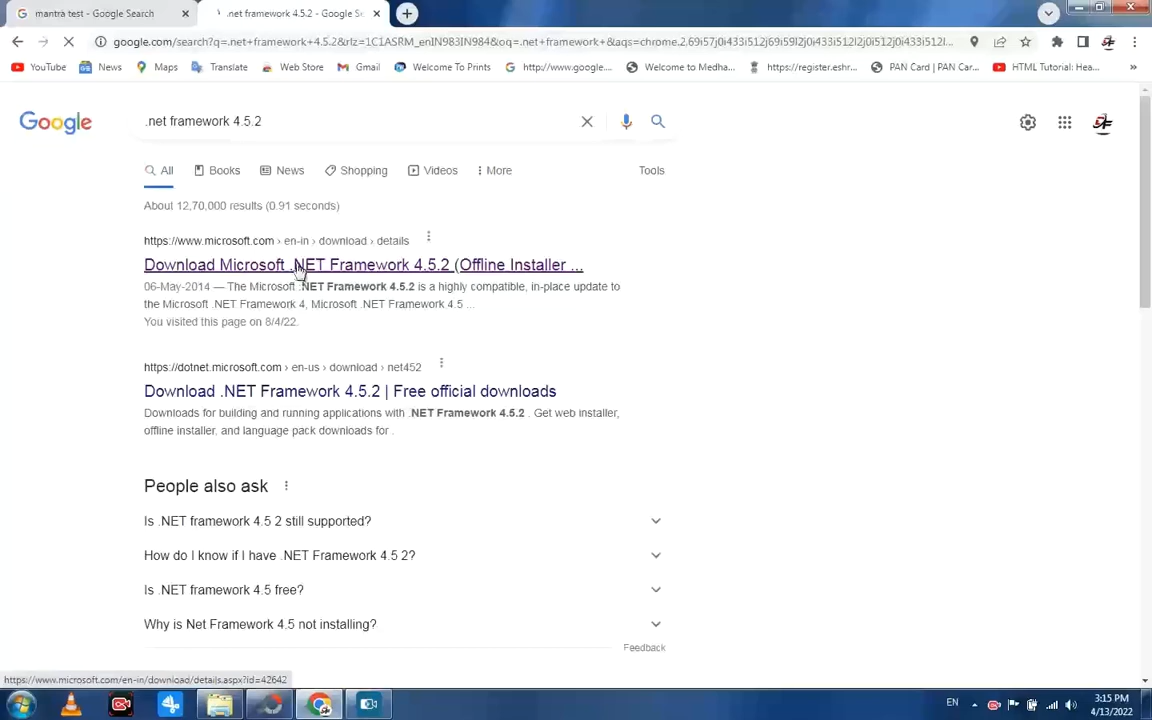 mantra test - Google Search
.net framework 4.5.2 - Google Se
google.com/search?q=.net+framework+4.5.2&rlz=1C1ASRM_enIN983IN984&oq=.net+framework+&aqs=chrome.2.69i57j0i433i512j69i59l2j0i433i512j0i512j0i433i512l...
YouTube
News
Maps
Translate
Web Store
Gmail
Welcome To Prints
http://www.google....
Welcome to Medha...
https://register.eshr...
PAN Card | PAN Car...
HTML Tutorial: Hea...
»
Google
.net framework 4.5.2
All
Books
News
Shopping
Videos
More
Tools
About 12,70,000 results (0.91 seconds)
https://www.microsoft.com › en-in › download › details
Download Microsoft .NET Framework 4.5.2 (Offline Installer ...
06-May-2014 — The Microsoft .NET Framework 4.5.2 is a highly compatible, in-place update to
the Microsoft .NET Framework 4, Microsoft .NET Framework 4.5 ...
You visited this page on 8/4/22.
https://dotnet.microsoft.com › en-us › download › net452
Download .NET Framework 4.5.2 | Free official downloads
Downloads for building and running applications with .NET Framework 4.5.2 . Get web installer,
offline installer, and language pack downloads for .
People also ask
Is .NET framework 4.5 2 still supported?
How do I know if I have .NET Framework 4.5 2?
Is .NET framework 4.5 free?
Why is Net Framework 4.5 not installing?
Feedback
https://www.microsoft.com/en-in/download/details.aspx?id=42642
EN
3:15 PM
4/13/2022